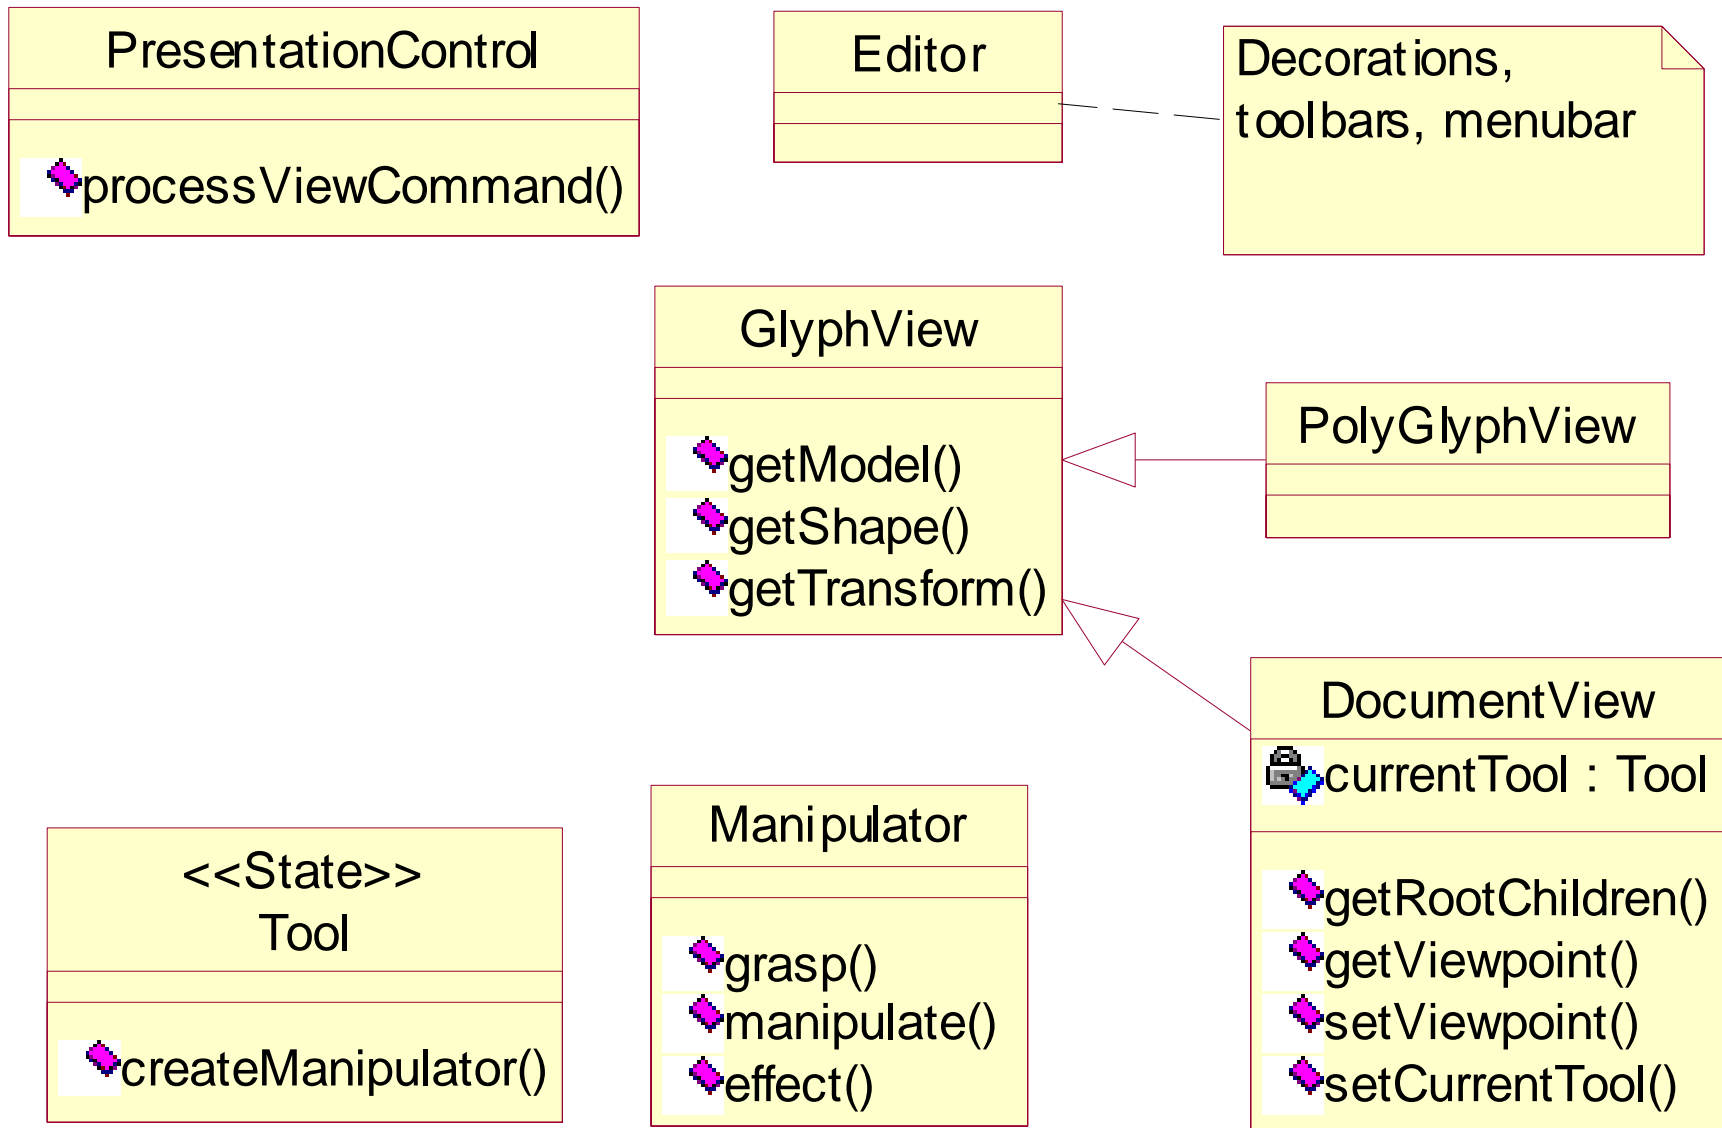 PresentationControl
processViewCommand()
Editor
Decorations,
toolbars, menubar
GlyphView
getModel()
getShape()
getTransform()
PolyGlyphView
DocumentView
currentTool : Tool
getRootChildren()
getViewpoint()
setViewpoint()
setCurrentTool()
<<State>>
Tool
createManipulator()
Manipulator
grasp()
manipulate()
effect()